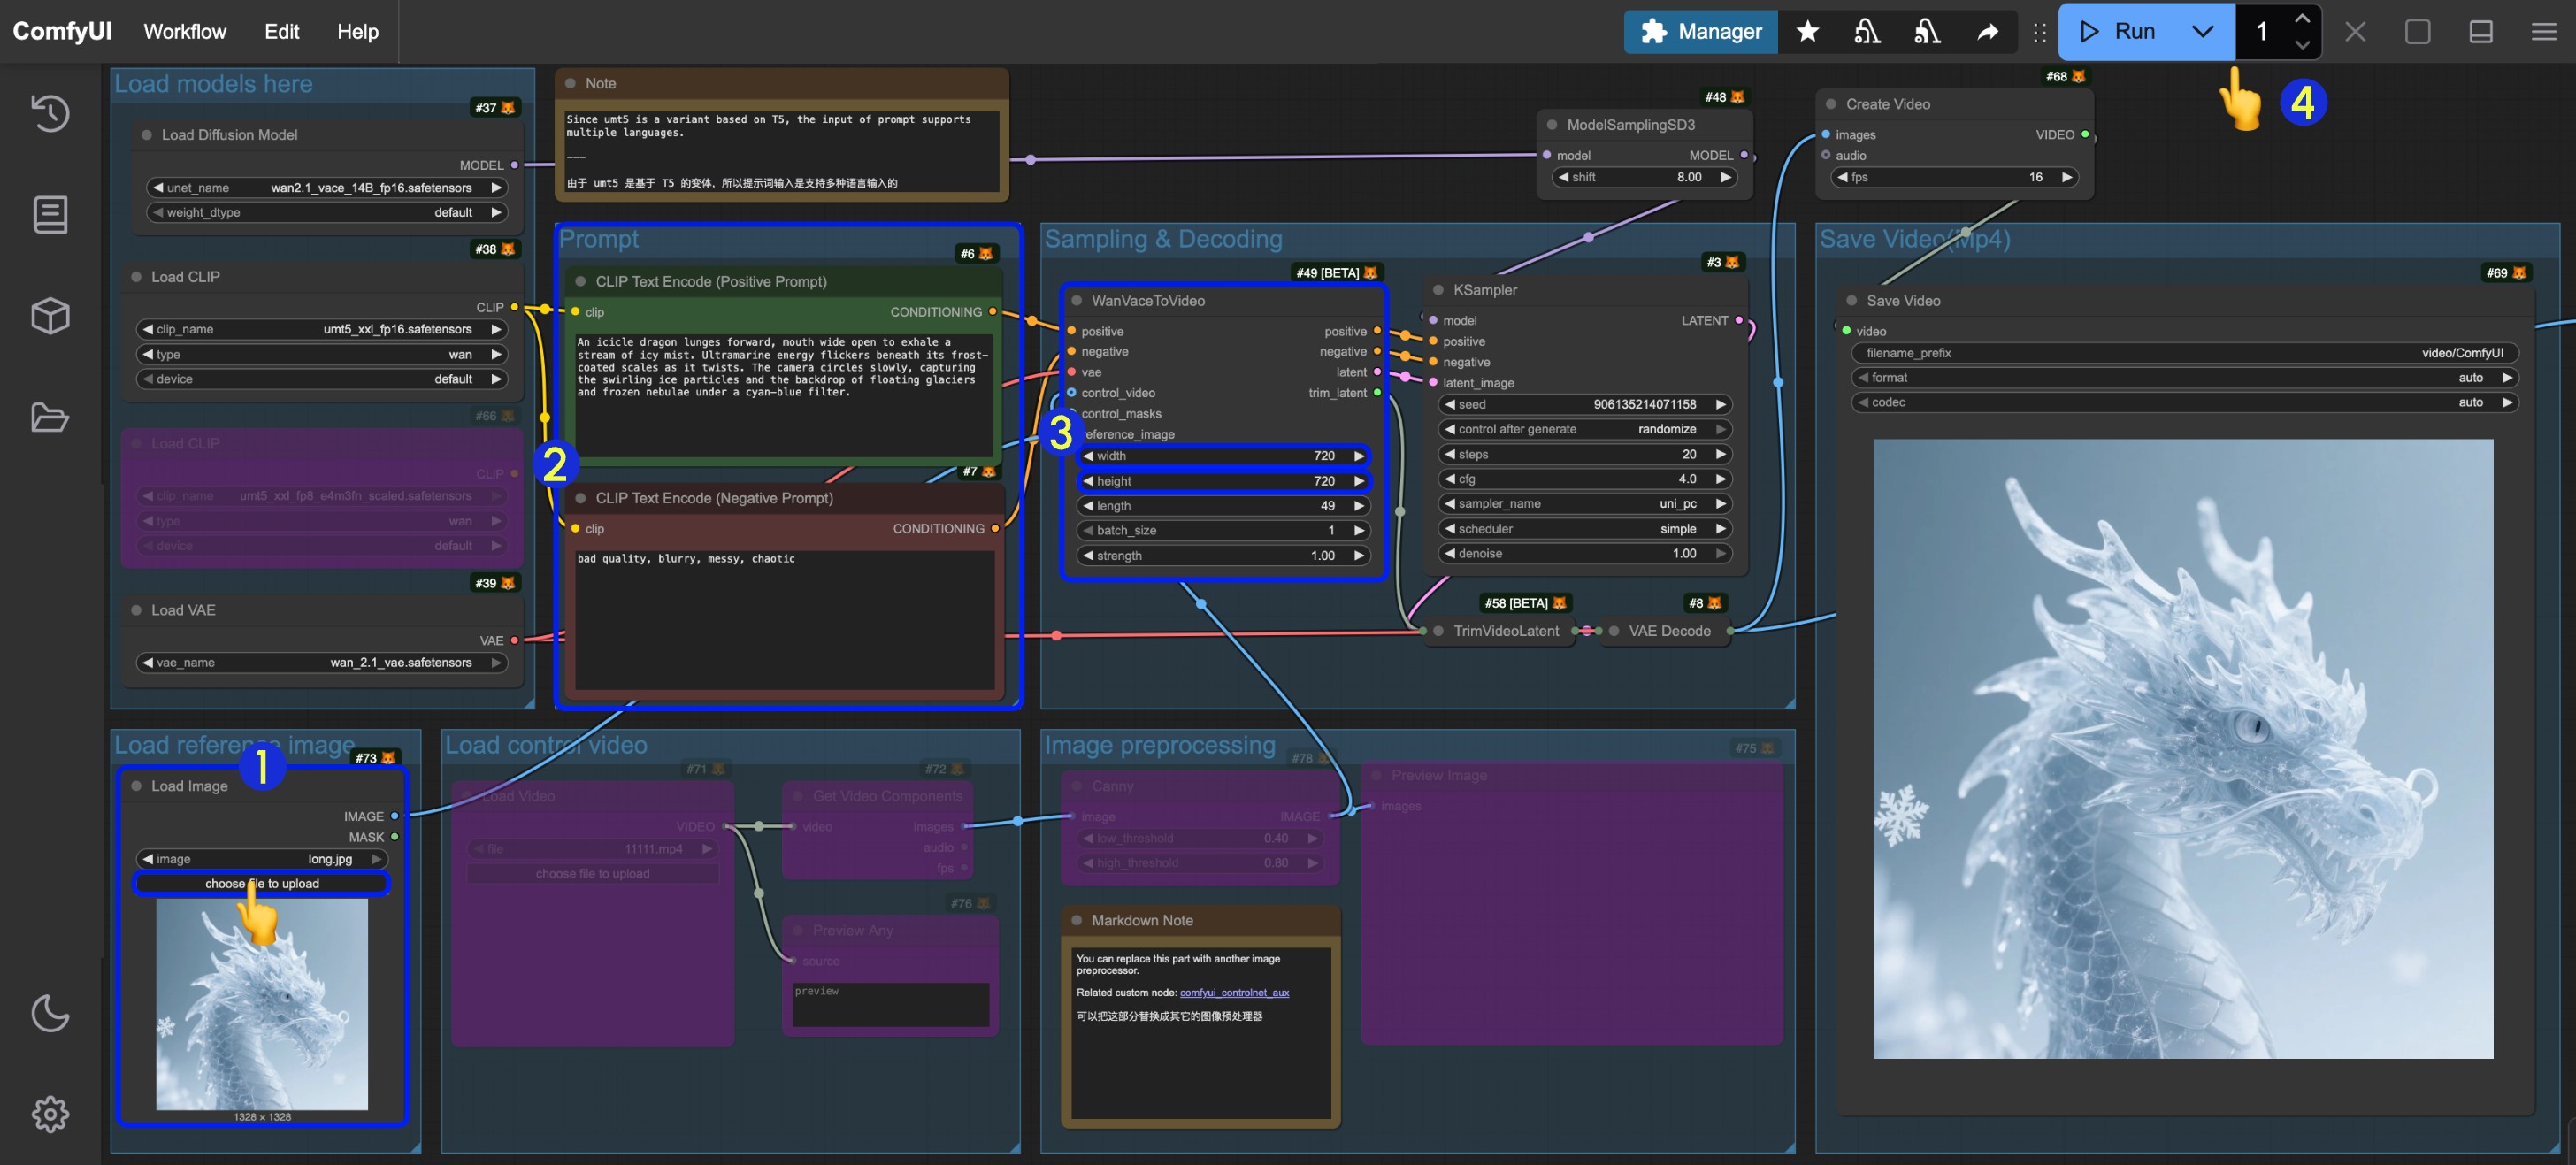 ComfyUI
Workflow
Edit
Help
Manager
Run
1
Load models here
#37
Load Diffusion Model
MODEL
unet_name wan2.1_vace_14B_fp16.safetensors
weight_dtype default
#38
Load CLIP
CLIP
clip_name umt5_xxl_fp16.safetensors
type wan
device default
#66
Load CLIP
CLIP
clip_name umt5_xxl_fp8_e4m3fn_scaled.safetensors
type wan
device default
#39
Load VAE
VAE
vae_name wan_2.1_vae.safetensors
Note
Since umt5 is a variant based on T5, the input of prompt supports
multiple languages.
___
由于 umt5 是基于 T5 的变体，所以提示词输入是支持多种语言输入的
2
Prompt
#6
CLIP Text Encode (Positive Prompt)
clip CONDITIONING
An icicle dragon lunges forward, mouth wide open to exhale a
stream of icy mist. Ultramarine energy flickers beneath its frost-
coated scales as it twists. The camera circles slowly, capturing
the swirling ice particles and the backdrop of floating glaciers
and frozen nebulae under a cyan-blue filter.
#7
CLIP Text Encode (Negative Prompt)
clip CONDITIONING
bad quality, blurry, messy, chaotic
#48
ModelSamplingSD3
model MODEL
shift 8.00
#68
Create Video
images VIDEO
audio
fps 16
4
Sampling & Decoding
#49 [BETA]
3
WanVaceToVideo
positive positive
negative negative
vae latent
control_video trim_latent
control_masks
reference_image
width 720
height 720
length 49
batch_size 1
strength 1.00
#3
KSampler
model LATENT
positive
negative
latent_image
seed 906135214071158
control after generate randomize
steps 20
cfg 4.0
sampler_name uni_pc
scheduler simple
denoise 1.00
#58 [BETA]
TrimVideoLatent
#8
VAE Decode
Save Video(Mp4)
#69
Save Video
video
filename_prefix video/ComfyUI
format auto
codec auto
Load reference image
1
#73
Load Image
IMAGE
MASK
image long.jpg
choose file to upload
1328 × 1328
Load control video
#71
Load Video
VIDEO
file 11111.mp4
choose file to upload
#72
Get Video Components
video images
audio
fps
#76
Preview Any
source
preview
Image preprocessing
#78
Canny
image IMAGE
low_threshold 0.40
high_threshold 0.80
#75
Preview Image
images
Markdown Note
You can replace this part with another image
preprocessor.
Related custom node: comfyui_controlnet_aux
可以把这部分替换成其它的图像预处理器